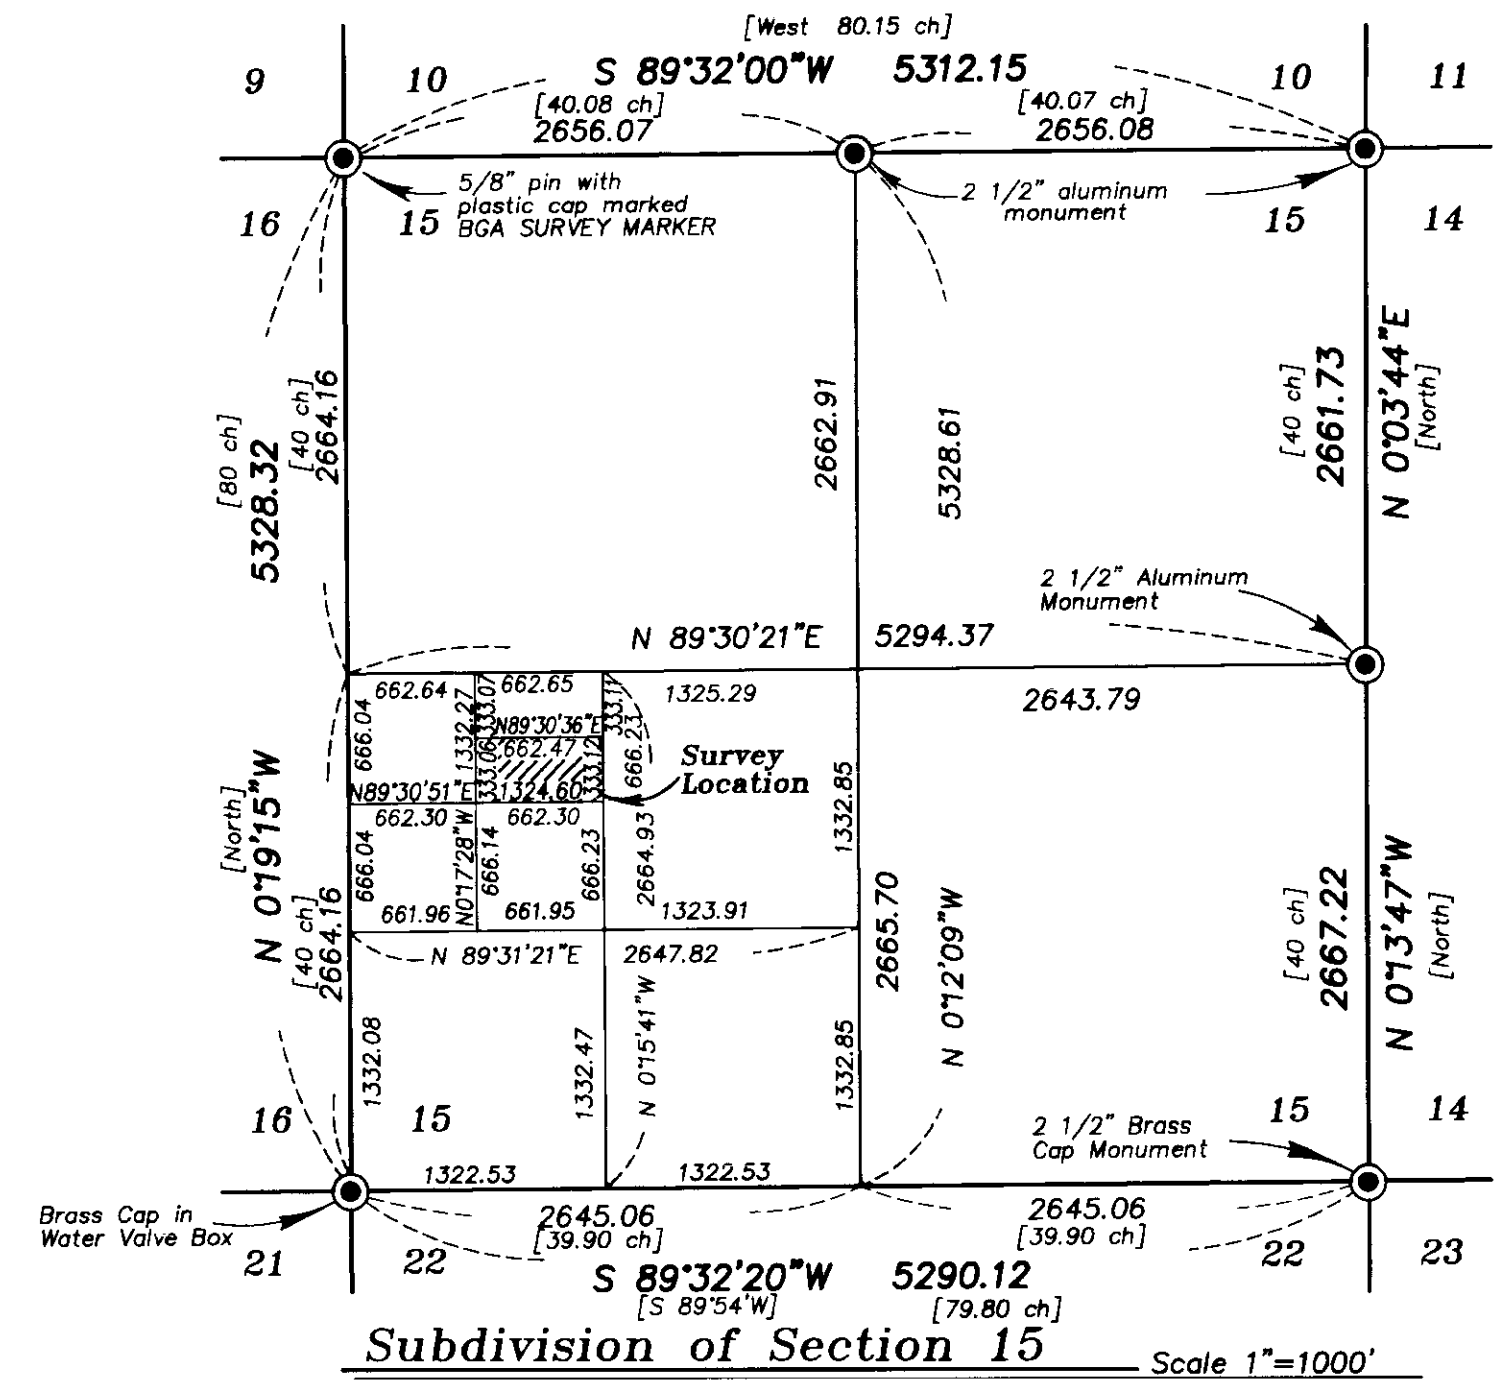 [West 80.15 ch]
S 89°32'00"W 5312.15
9 10 10 11
[40.08 ch] [40.07 ch]
2656.07 2656.08
5/8" pin with
plastic cap marked
BGA SURVEY MARKER
2 1/2" aluminum
monument
16 15 15 14
[80 ch]
5328.32
[40 ch]
2664.16
2662.91
5328.61
[40 ch]
2661.73
N 0°03'44"E
[North]
2 1/2" Aluminum
Monument
N 89°30'21"E 5294.37
662.64
662.65
1325.29
2643.79
666.04
1332.27
333.07
333.11
N89°30'36"E
662.47
333.06
333.12
666.23
Survey
Location
N89°30'51"E
1324.60
662.30 662.30
666.04
N0°17'28"W
666.14
666.23
2664.93
1332.85
661.96 661.95 1323.91
N 89°31'21"E 2647.82
[North]
N 0°19'15"W
[40 ch]
2664.16
2665.70
N 0°12'09"W
[40 ch]
2667.22
N 0°13'47"W
[North]
1332.08
1332.47
N 0°15'41"W
1332.85
16 15 15 14
2 1/2" Brass
Cap Monument
1322.53 1322.53
Brass Cap in
Water Valve Box
2645.06 2645.06
[39.90 ch] [39.90 ch]
21 22 22 23
S 89°32'20"W 5290.12
[S 89°54'W] [79.80 ch]
Subdivision of Section 15
Scale 1"=1000'